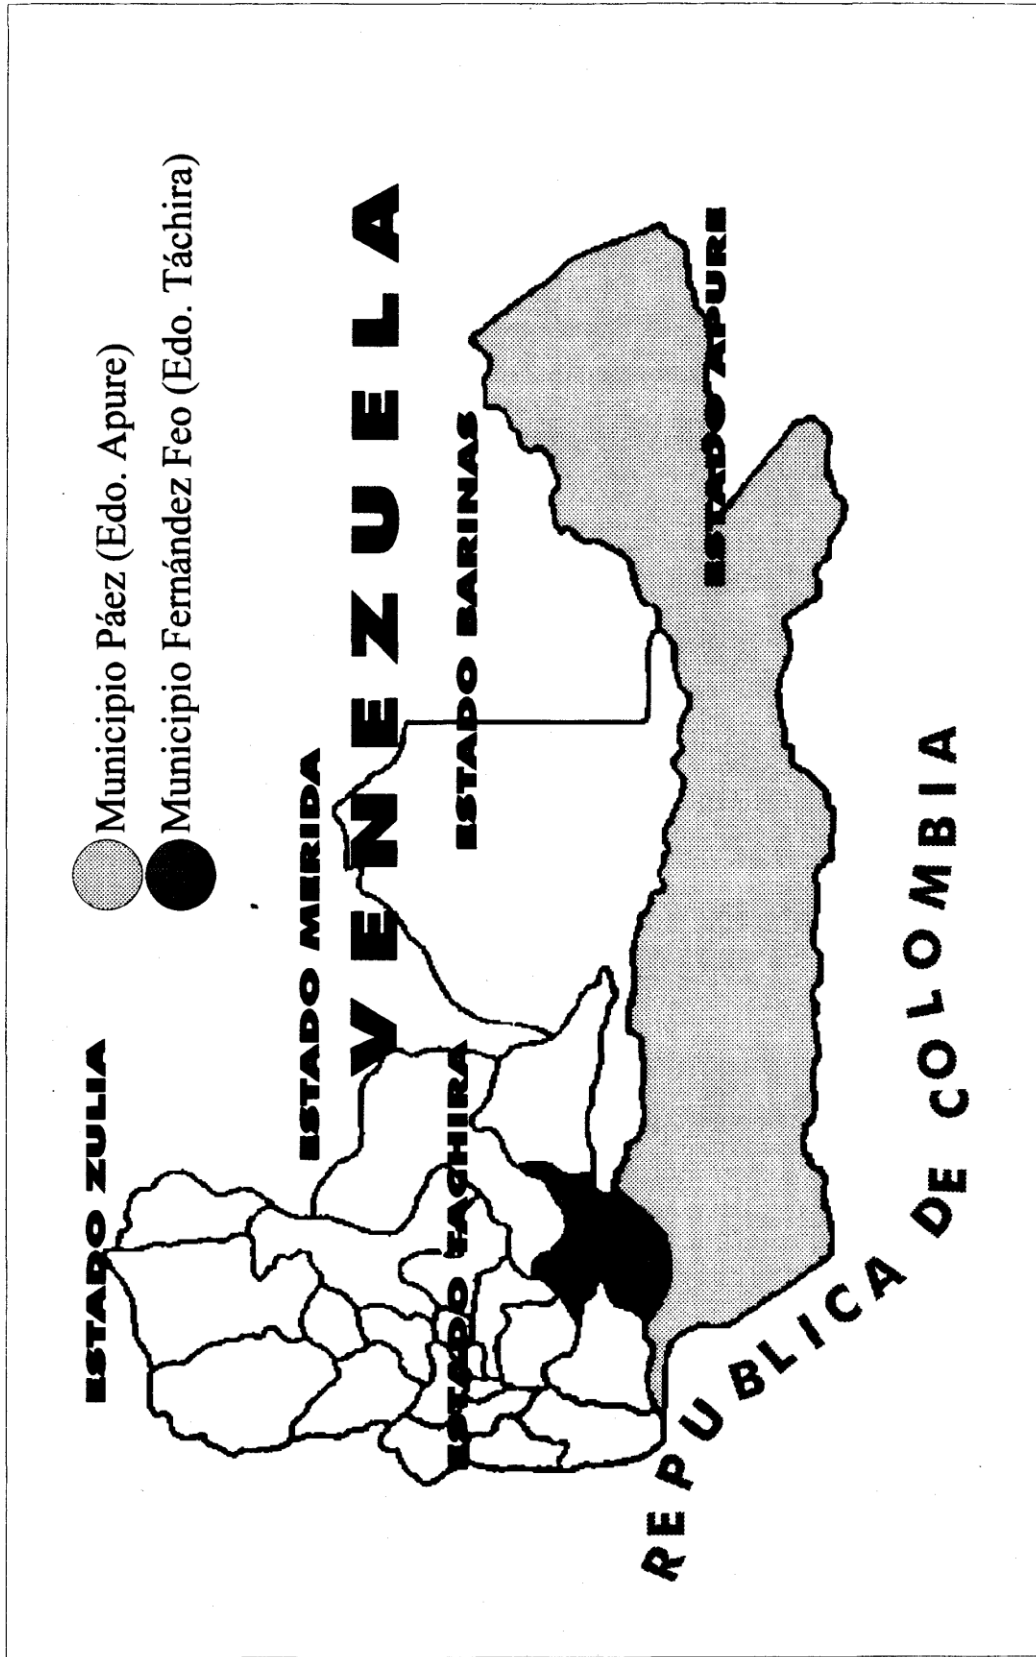 Municipio Páez (Edo. Apure)
Municipio Fernández Feo (Edo. Táchira)
ESTADO ZULIA
ESTADO MERIDA
VENEZUELA
ESTADO BARINAS
ESTADO TACHIRA
ESTADO APURE
REPUBLICA DE COLOMBIA